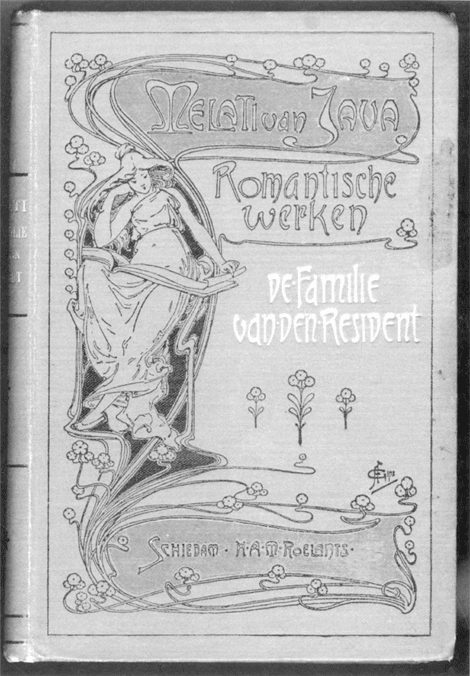 MELATI van JAVA
Romantische
werken
De·Familie
van·den·Resident
SCHIEDAM · H·A·M·ROELANTS ·